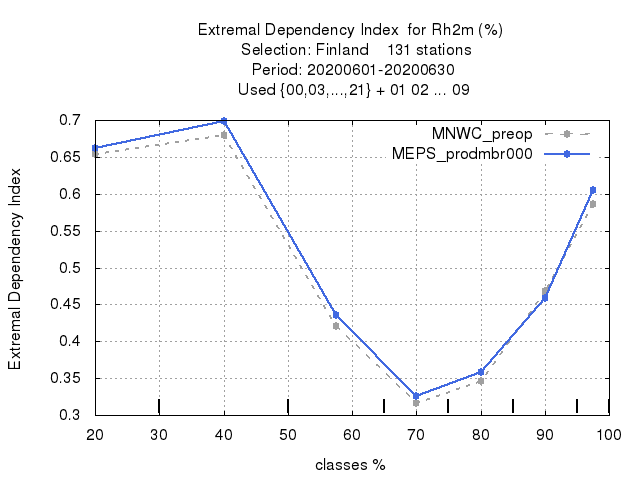 Extremal Dependency Index  for Rh2m (%)
Selection: Finland    131 stations
Period: 20200601-20200630
Used {00,03,...,21} + 01 02 ... 09
MNWC_preop
MEPS_prodmbr000
Extremal Dependency Index
0.7
0.65
0.6
0.55
0.5
0.45
0.4
0.35
0.3
20 30 40 50 60 70 80 90 100
classes %